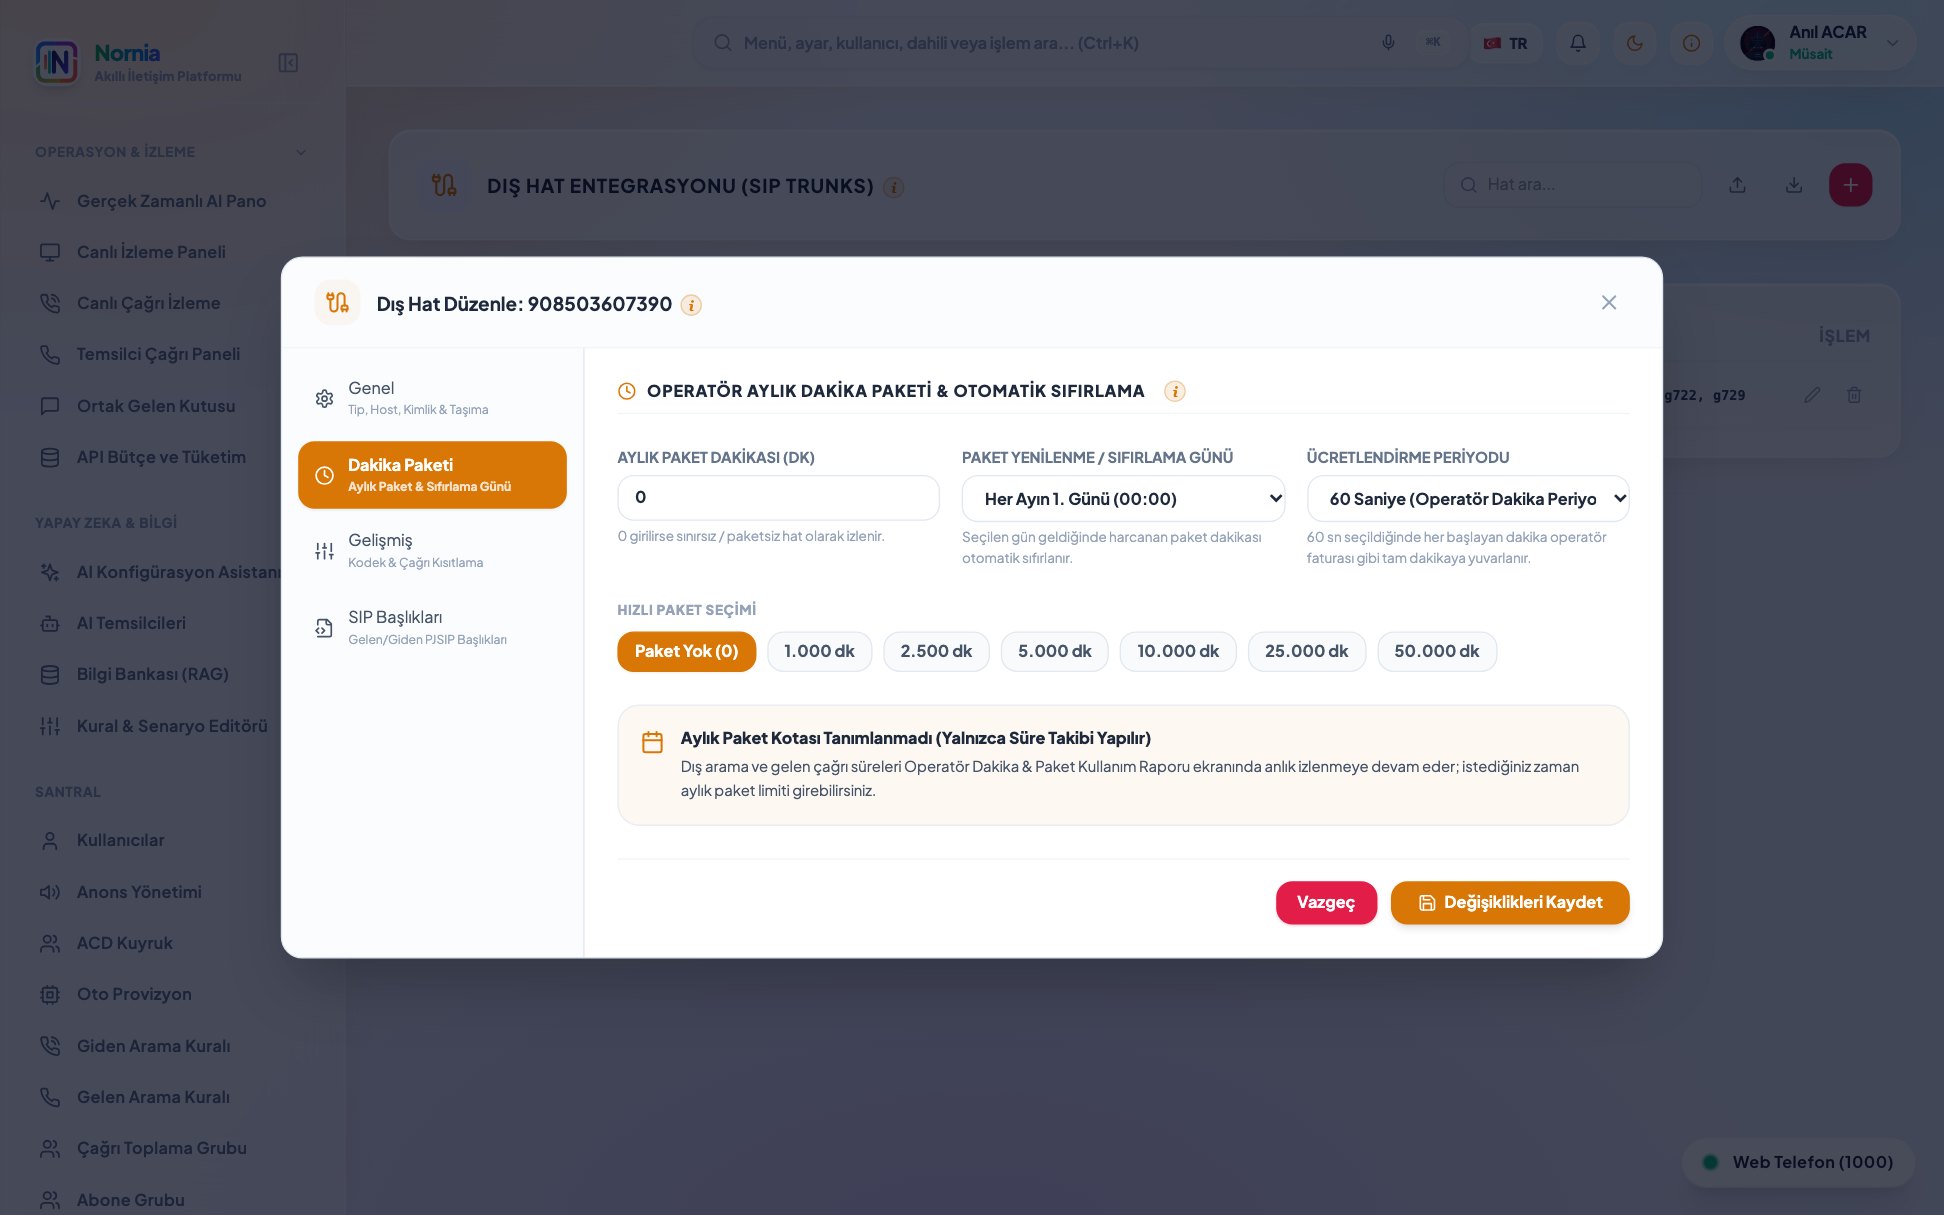 Nornia
Akıllı İletişim Platformu
Menü, ayar, kullanıcı, dahili veya işlem ara... (Ctrl+K)
⌘K
TR
Anıl ACAR
Müsait
OPERASYON & İZLEME
Gerçek Zamanlı AI Pano
Canlı İzleme Paneli
Canlı Çağrı İzleme
Temsilci Çağrı Paneli
Ortak Gelen Kutusu
API Bütçe ve Tüketim
YAPAY ZEKA & BİLGİ
AI Konfigürasyon Asistanı
AI Temsilcileri
Bilgi Bankası (RAG)
Kural & Senaryo Editörü
SANTRAL
Kullanıcılar
Anons Yönetimi
ACD Kuyruk
Oto Provizyon
Giden Arama Kuralı
Gelen Arama Kuralı
Çağrı Toplama Grubu
Abone Grubu
DIŞ HAT ENTEGRASYONU (SIP TRUNKS)
Hat ara...
İŞLEM
g722, g729
Dış Hat Düzenle: 908503607390
Genel
Tip, Host, Kimlik & Taşıma
Dakika Paketi
Aylık Paket & Sıfırlama Günü
Gelişmiş
Kodek & Çağrı Kısıtlama
SIP Başlıkları
Gelen/Giden PJSIP Başlıkları
OPERATÖR AYLIK DAKİKA PAKETİ & OTOMATİK SIFIRLAMA
AYLIK PAKET DAKİKASI (DK)
0
0 girilirse sınırsız / paketsiz hat olarak izlenir.
PAKET YENİLENME / SIFIRLAMA GÜNÜ
Her Ayın 1. Günü (00:00)
Seçilen gün geldiğinde harcanan paket dakikası
otomatik sıfırlanır.
ÜCRETLENDİRME PERİYODU
60 Saniye (Operatör Dakika Periyo
60 sn seçildiğinde her başlayan dakika operatör
faturası gibi tam dakikaya yuvarlanır.
HIZLI PAKET SEÇİMİ
Paket Yok (0)
1.000 dk
2.500 dk
5.000 dk
10.000 dk
25.000 dk
50.000 dk
Aylık Paket Kotası Tanımlanmadı (Yalnızca Süre Takibi Yapılır)
Dış arama ve gelen çağrı süreleri Operatör Dakika & Paket Kullanım Raporu ekranında anlık izlenmeye devam eder; istediğiniz zaman
aylık paket limiti girebilirsiniz.
Vazgeç
Değişiklikleri Kaydet
Web Telefon (1000)